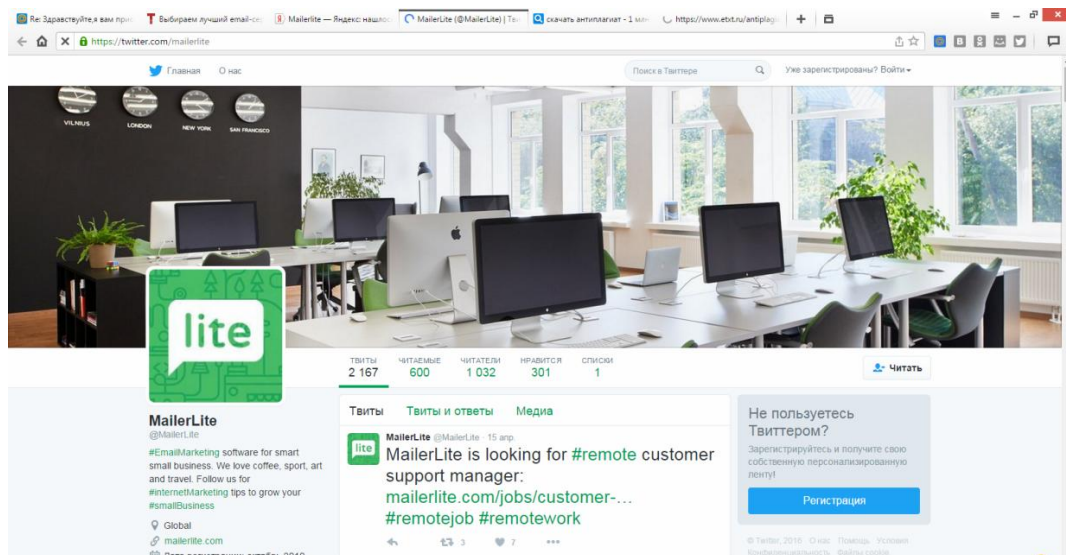 Re: Здравствуйте,я вам при
Выбираем лучший email-се
Mailerlite — Яндекс: нашлос
MailerLite (@MailerLite) | Тв
скачать антиплагиат - 1 мл
https://www.etxt.ru/antiplagi
https://twitter.com/mailerlite
Главная О нас
Поиск в Твиттере
Уже зарегистрированы? Войти
VILNIUS LONDON NEW YORK SAN FRANCISCO
lite
ТВИТЫ ЧИТАЕМЫЕ ЧИТАТЕЛИ НРАВИТСЯ СПИСКИ
2 167 600 1 032 301 1
Читать
MailerLite
@MailerLite
#EmailMarketing software for smart
small business. We love coffee, sport, art
and travel. Follow us for
#internetMarketing tips to grow your
#smallBusiness
Global
mailerlite.com
Твиты Твиты и ответы Медиа
lite
MailerLite @MailerLite · 15 апр.
MailerLite is looking for #remote customer
support manager:
mailerlite.com/jobs/customer-…
#remotejob #remotework
3 7
Не пользуетесь
Твиттером?
Зарегистрируйтесь и получите свою
собственную персонализированную
ленту!
Регистрация
© Twitter, 2016 О нас Помощь Условия
Конфиденциальность Файлы cookie